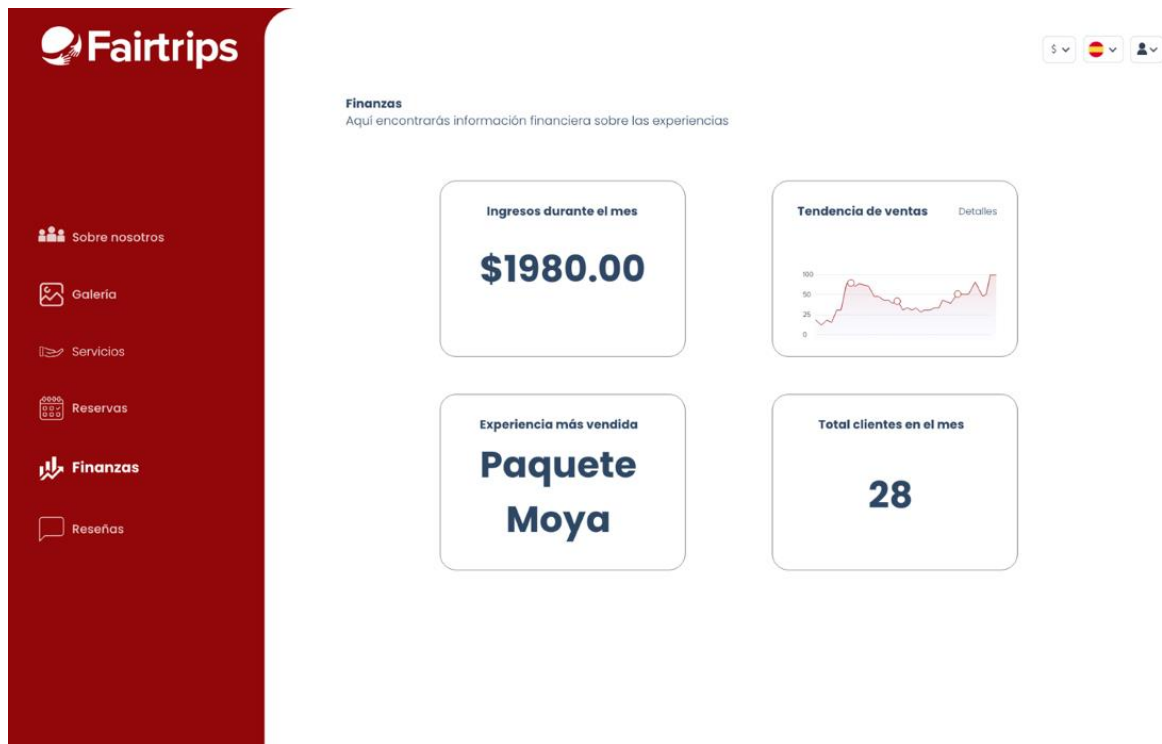 Fairtrips
$
Finanzas
Aquí encontrarás información financiera sobre las experiencias
Sobre nosotros
Galería
Servicios
Reservas
Finanzas
Reseñas
Ingresos durante el mes
$1980.00
Tendencia de ventas Detalles
100
50
25
0
Experiencia más vendida
Paquete
Moya
Total clientes en el mes
28